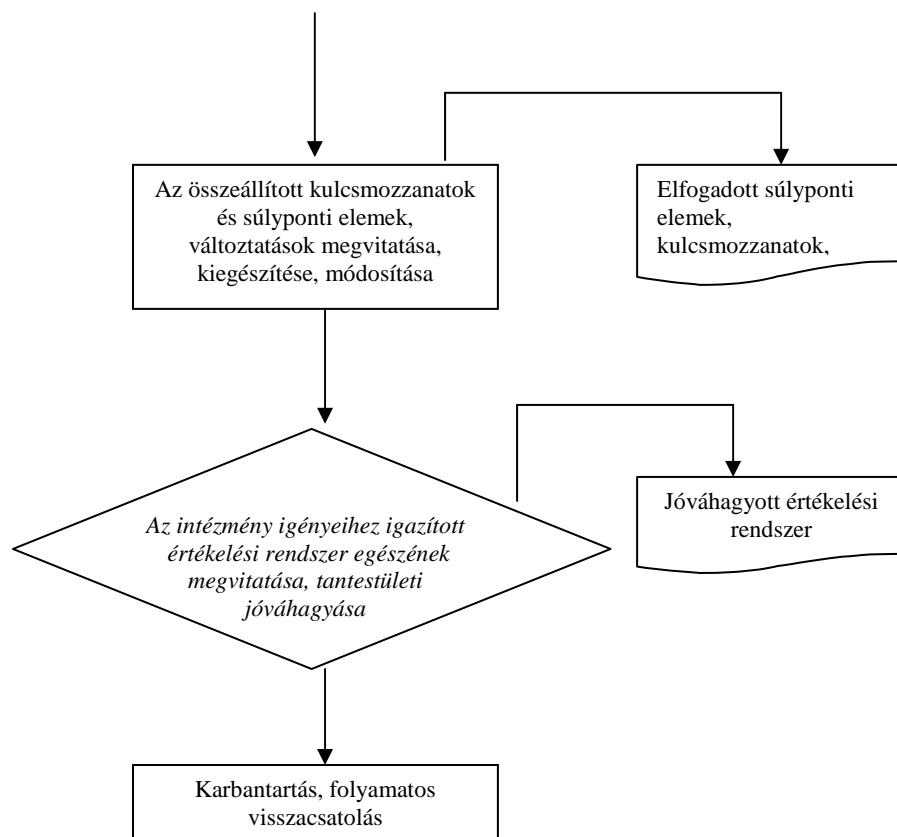 Az összeállított kulcsmozzanatok
és súlyponti elemek,
változtatások megvitatása,
kiegészítése, módosítása
Elfogadott súlyponti
elemek,
kulcsmozzanatok,
Az intézmény igényeihez igazított
értékelési rendszer egészének
megvitatása, tantestületi
jóváhagyása
Jóváhagyott értékelési
rendszer
Karbantartás, folyamatos
visszacsatolás